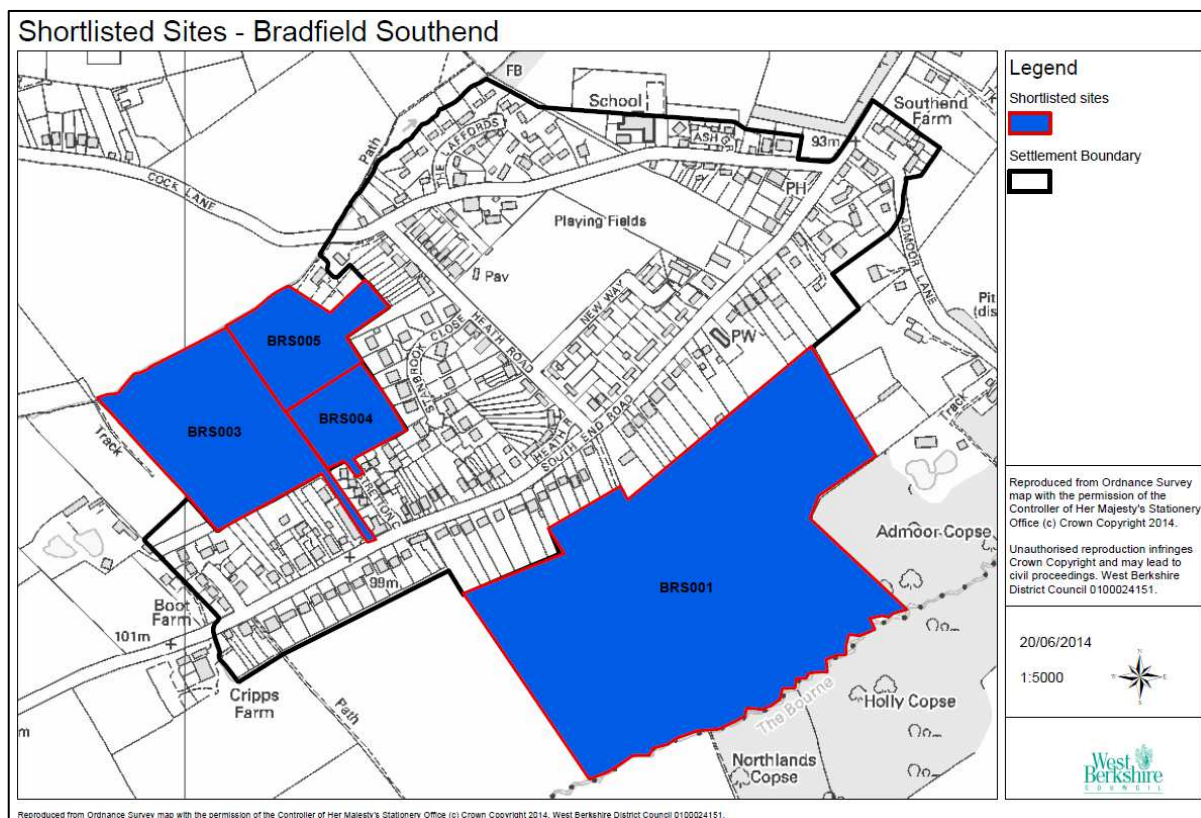 Shortlisted Sites - Bradfield Southend
Legend
Shortlisted sites
Settlement Boundary
FB
School
Southend
Farm
ASH GR
93m
Path
THE AFFORDS
COCK LANE
PH
Playing Fields
ADMOOR LANE
Pav
NEW WAY
Pit
(dis
PW
HEATH ROAD
STANBROOK CLOSE
BRS005
BRS004
BRS003
Track
HEATH R
SOUTH END ROAD
Track
STRETTON C
Admoor Copse
BRS001
99m
Boot
Farm
101m
Cripps
Farm
Path
m
The Bourne
Holly Copse
Northlands
Copse
Reproduced from Ordnance Survey
map with the permission of the
Controller of Her Majesty's Stationery
Office (c) Crown Copyright 2014.
Unauthorised reproduction infringes
Crown Copyright and may lead to
civil proceedings. West Berkshire
District Council 0100024151.
20/06/2014
1:5000
N
W
E
S
West
Berkshire
COUNCIL
Reproduced from Ordnance Survey map with the permission of the Controller of Her Majesty's Stationery Office (c) Crown Copyright 2014. West Berkshire District Council 0100024151.